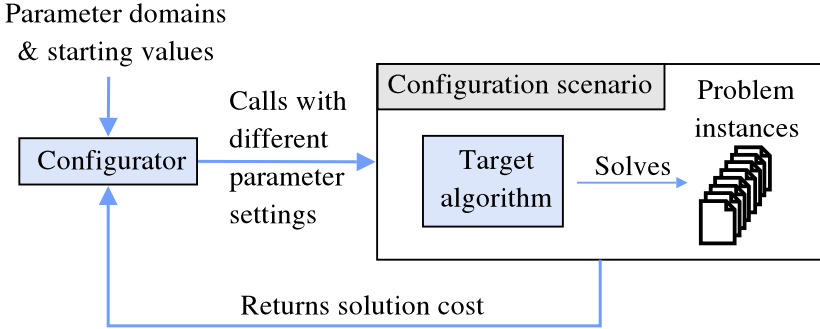 Parameter domains
& starting values
Configurator
Calls with
different
parameter
settings
Configuration scenario
Target
algorithm
Solves
Problem
instances
Returns solution cost